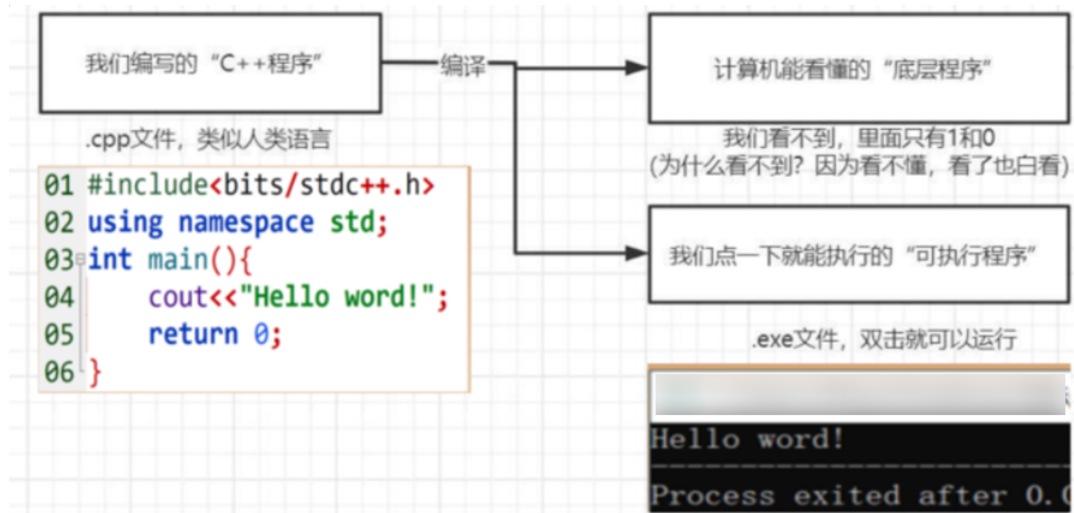 我们编写的“C++程序”
编译
计算机能看懂的“底层程序”
.cpp文件，类似人类语言
我们看不到，里面只有1和0
(为什么看不到？因为看不懂，看了也白看)
01 #include<bits/stdc++.h>
02 using namespace std;
03 int main(){
04 cout<<"Hello word!";
05 return 0;
06 }
我们点一下就能执行的“可执行程序”
.exe文件，双击就可以运行
Hello word!
Process exited after 0.